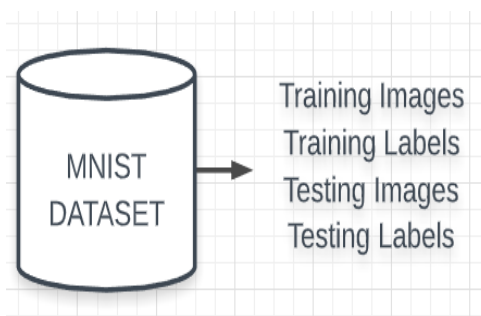 MNIST
DATASET
Training Images
Training Labels
Testing Images
Testing Labels